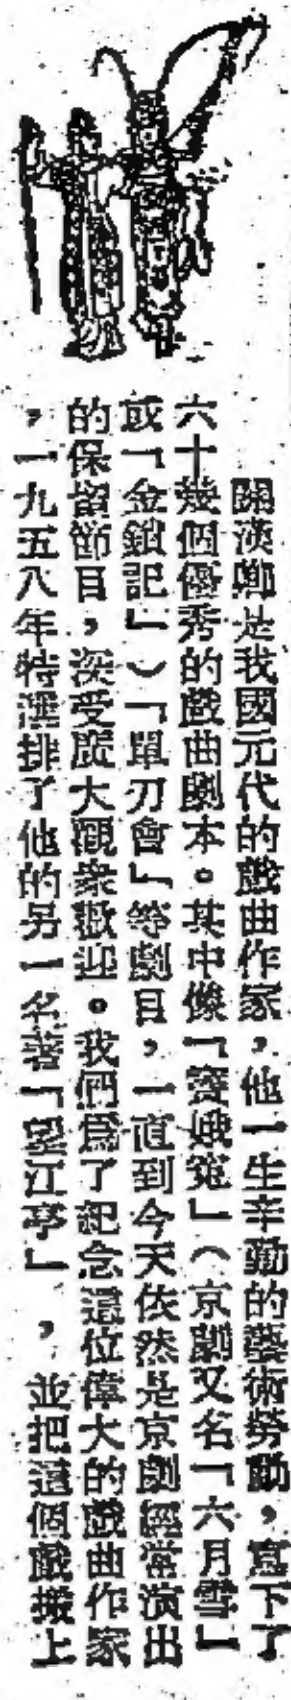 關漢卿是我國元代的戲曲作家，他一生辛勤的藝術勞動，寫下了
六十幾個優秀的戲曲劇本。其中像「竇娥寃」（京劇又名「六月雪」
或「金鎖記」）「單刀會」等劇目，一直到今天依然是京劇經常演出
的保留節目，深受廣大觀衆歡迎。我們爲了紀念這位偉大的戲曲作家
，一九五八年特選排了他的另一名著「望江亭」，並把這個戲搬上